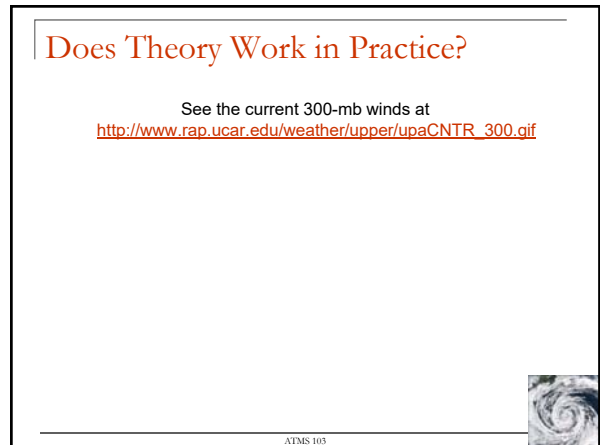 Does Theory Work in Practice?
See the current 300-mb winds at
http://www.rap.ucar.edu/weather/upper/upaCNTR_300.gif
ATMS 103